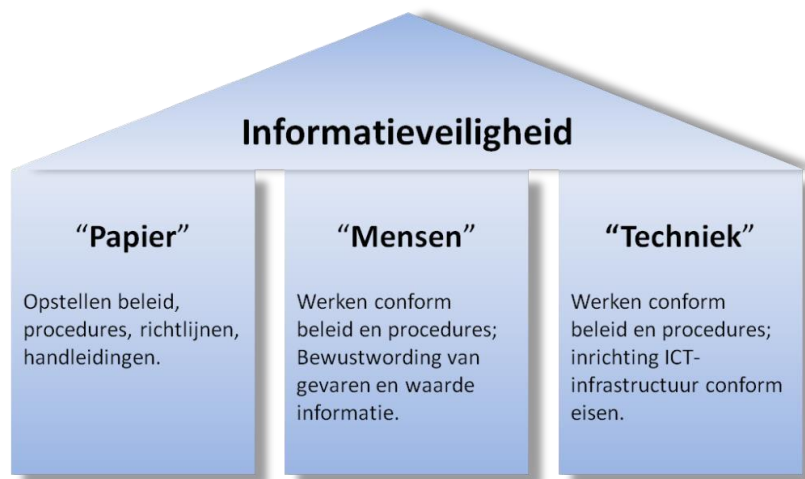 Informatieveiligheid
“Papier”
Opstellen beleid,
procedures, richtlijnen,
handleidingen.
“Mensen”
Werken conform
beleid en procedures;
Bewustwording van
gevaren en waarde
informatie.
“Techniek”
Werken conform
beleid en procedures;
inrichting ICT-
infrastructuur conform
eisen.